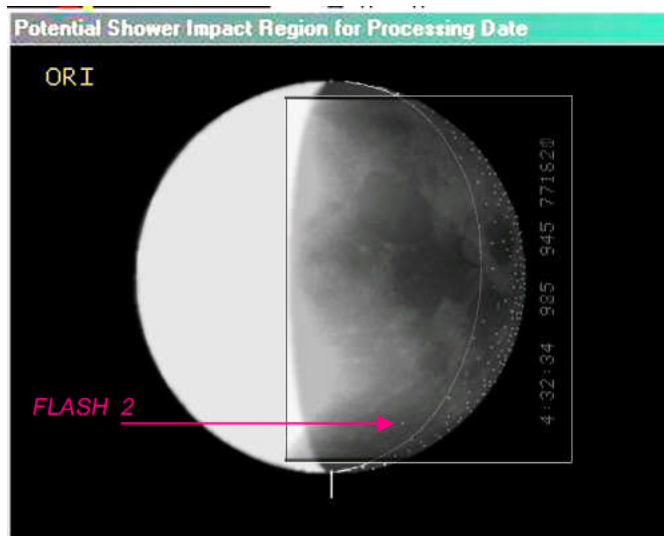 Potential Shower Impact Region for Processing Date
ORI
4:32:34 985 945 771620
FLASH 2